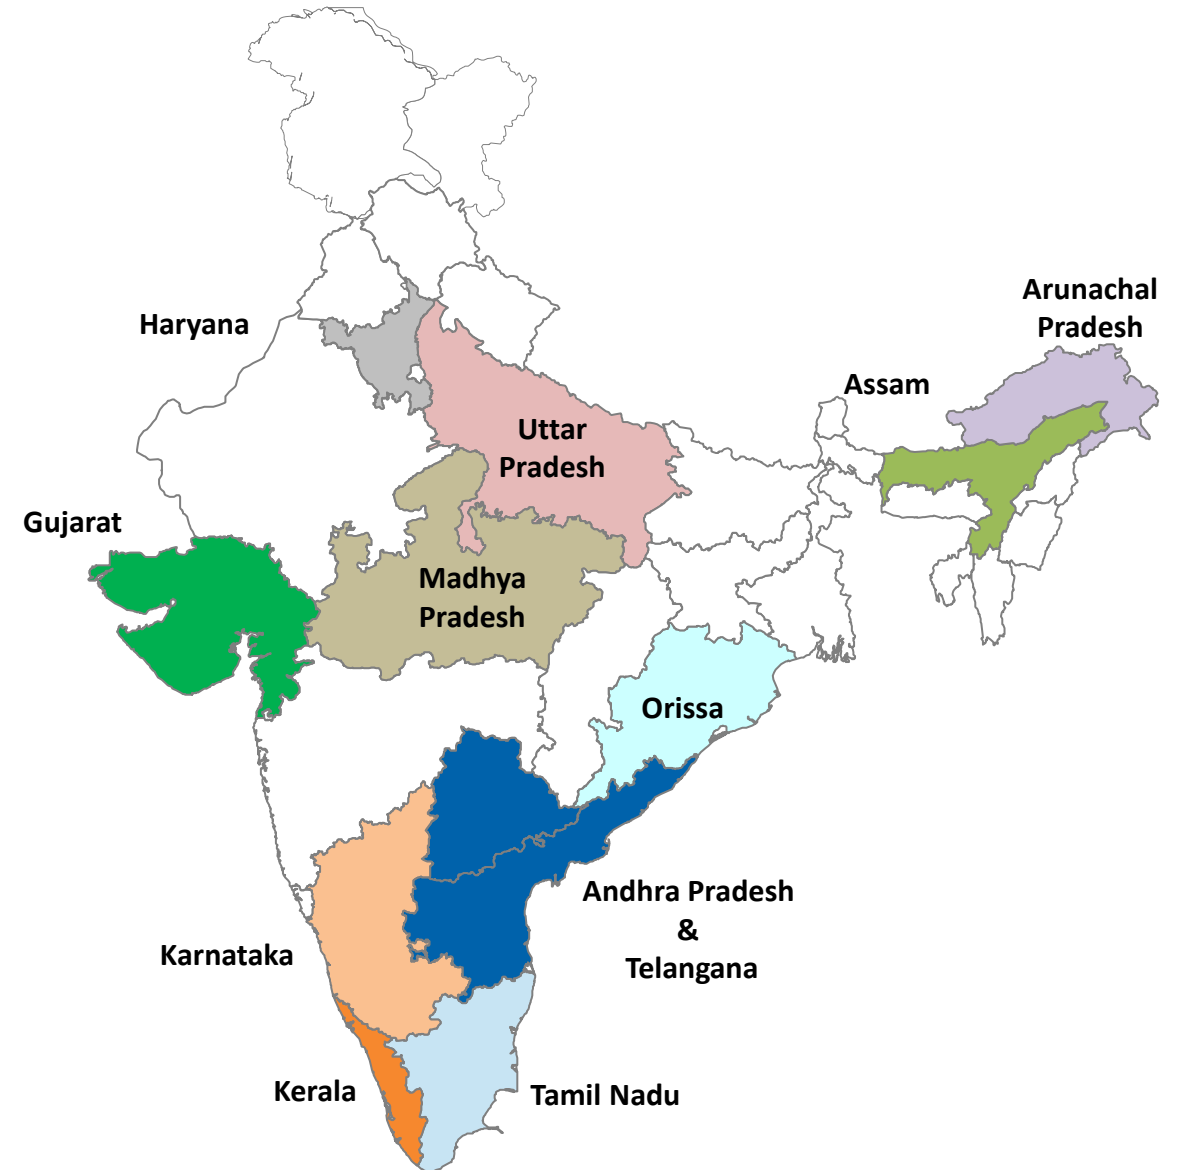 Arunachal
Pradesh
Haryana
Assam
Uttar
Pradesh
Gujarat
Madhya
Pradesh
Orissa
Andhra Pradesh
&
Telangana
Karnataka
Kerala
Tamil Nadu